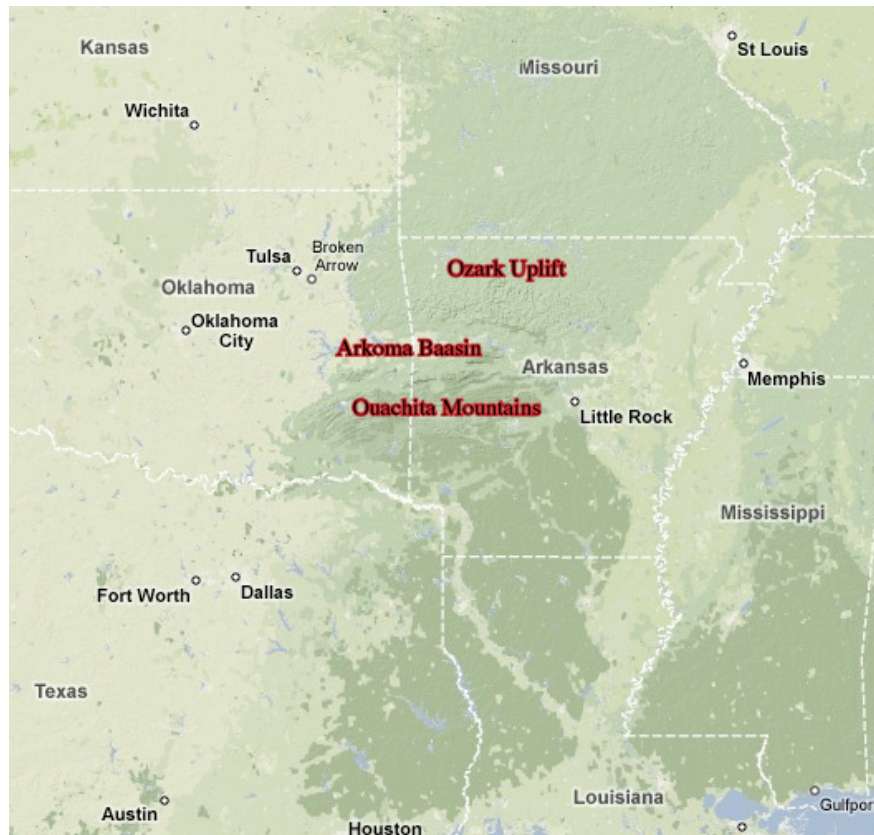 Kansas
Missouri
St Louis
Wichita
Tulsa
Broken
Arrow
Ozark Uplift
Oklahoma
Oklahoma
City
Arkoma Baasin
Arkansas
Memphis
Ouachita Mountains
Little Rock
Mississippi
Fort Worth
Dallas
Texas
Louisiana
Austin
Gulfport
Houston